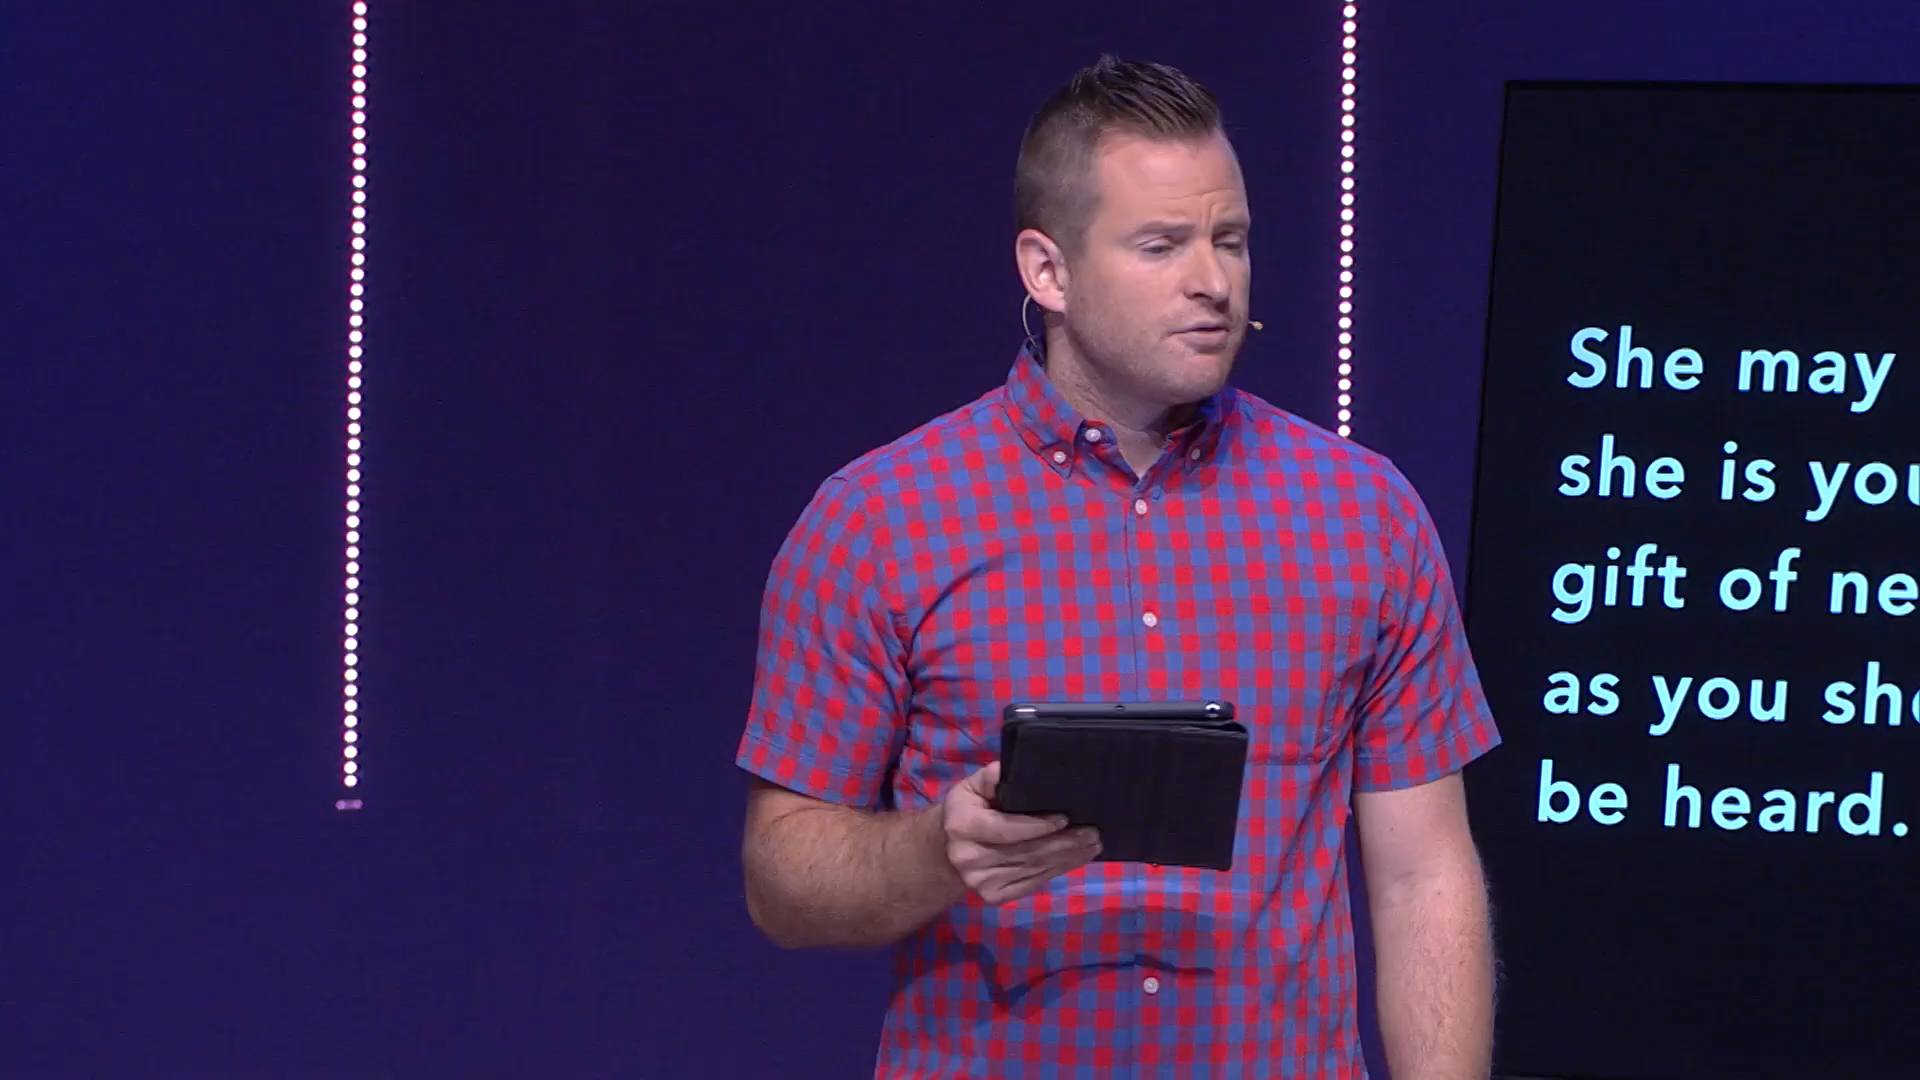 She may
she is you
gift of ne
as you sh
be heard.